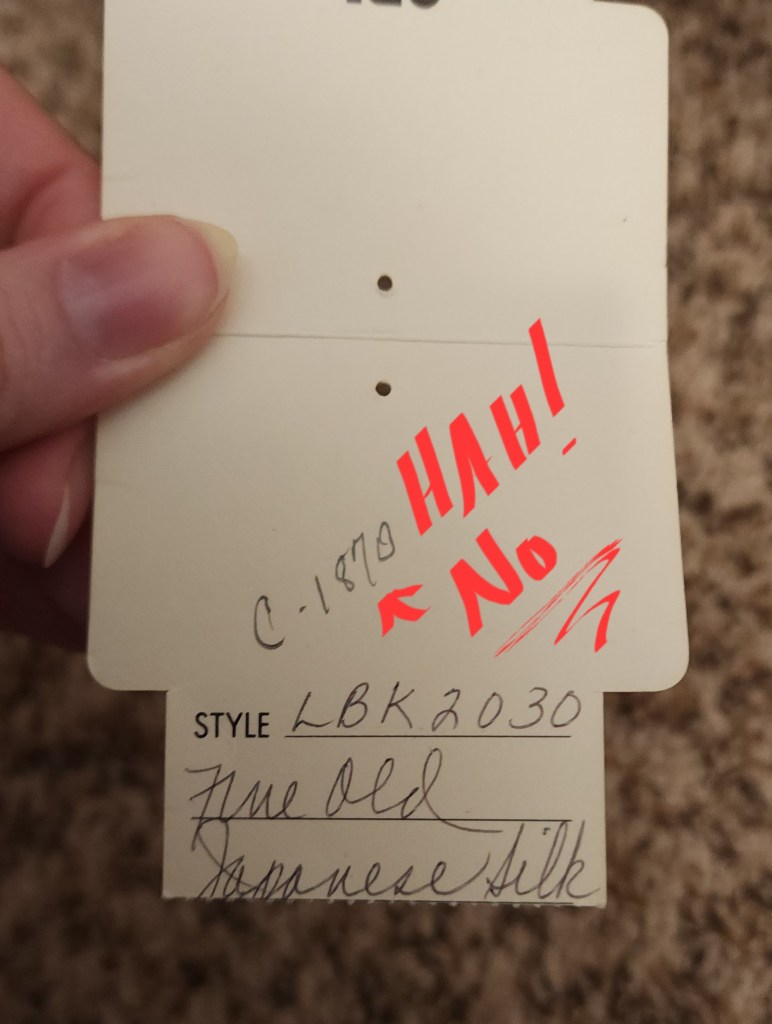 HAH!
C-1870
No
STYLE LBK2030
Fine Old
Japanese Silk